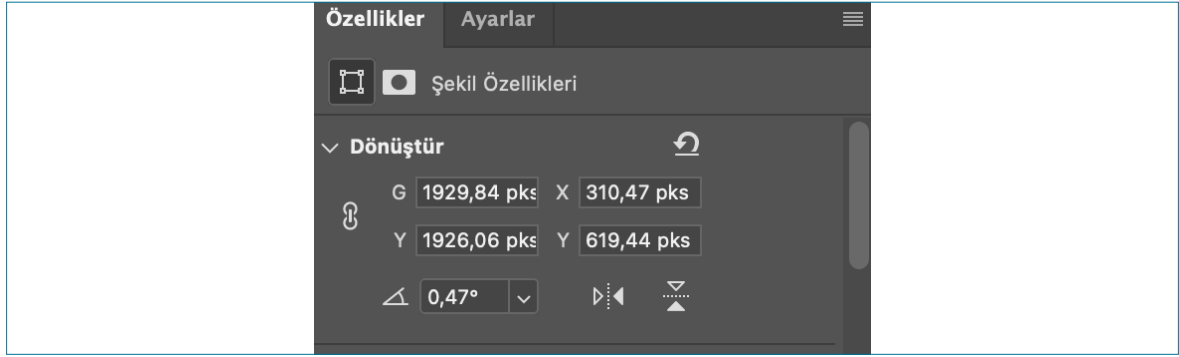 Özellikler Ayarlar
Şekil Özellikleri
Dönüştür
G 1929,84 pks X 310,47 pks
Y 1926,06 pks Y 619,44 pks
0,47°